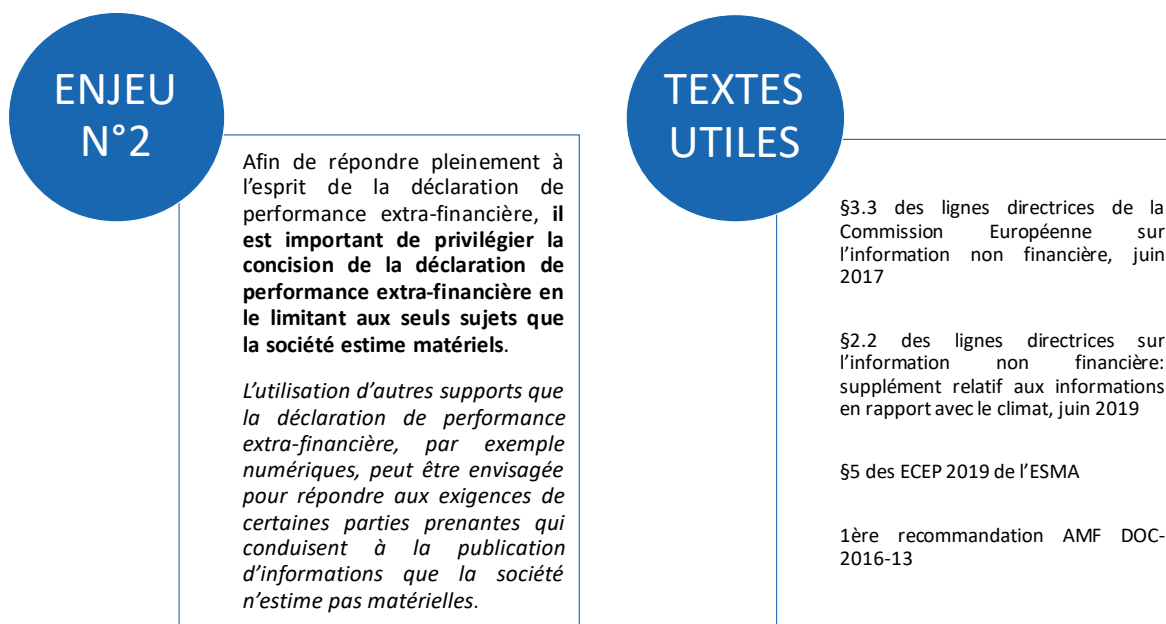 ENJEU
N°2
Afin de répondre pleinement à
l’esprit de la déclaration de
performance extra-financière, il
est important de privilégier la
concision de la déclaration de
performance extra-financière en
le limitant aux seuls sujets que
la société estime matériels.
L’utilisation d’autres supports que
la déclaration de performance
extra-financière, par exemple
numériques, peut être envisagée
pour répondre aux exigences de
certaines parties prenantes qui
conduisent à la publication
d’informations que la société
n’estime pas matérielles.
TEXTES
UTILES
§3.3 des lignes directrices de la
Commission Européenne sur
l’information non financière, juin
2017
§2.2 des lignes directrices sur
l’information non financière:
supplément relatif aux informations
en rapport avec le climat, juin 2019
§5 des ECEP 2019 de l’ESMA
1ère recommandation AMF DOC-
2016-13